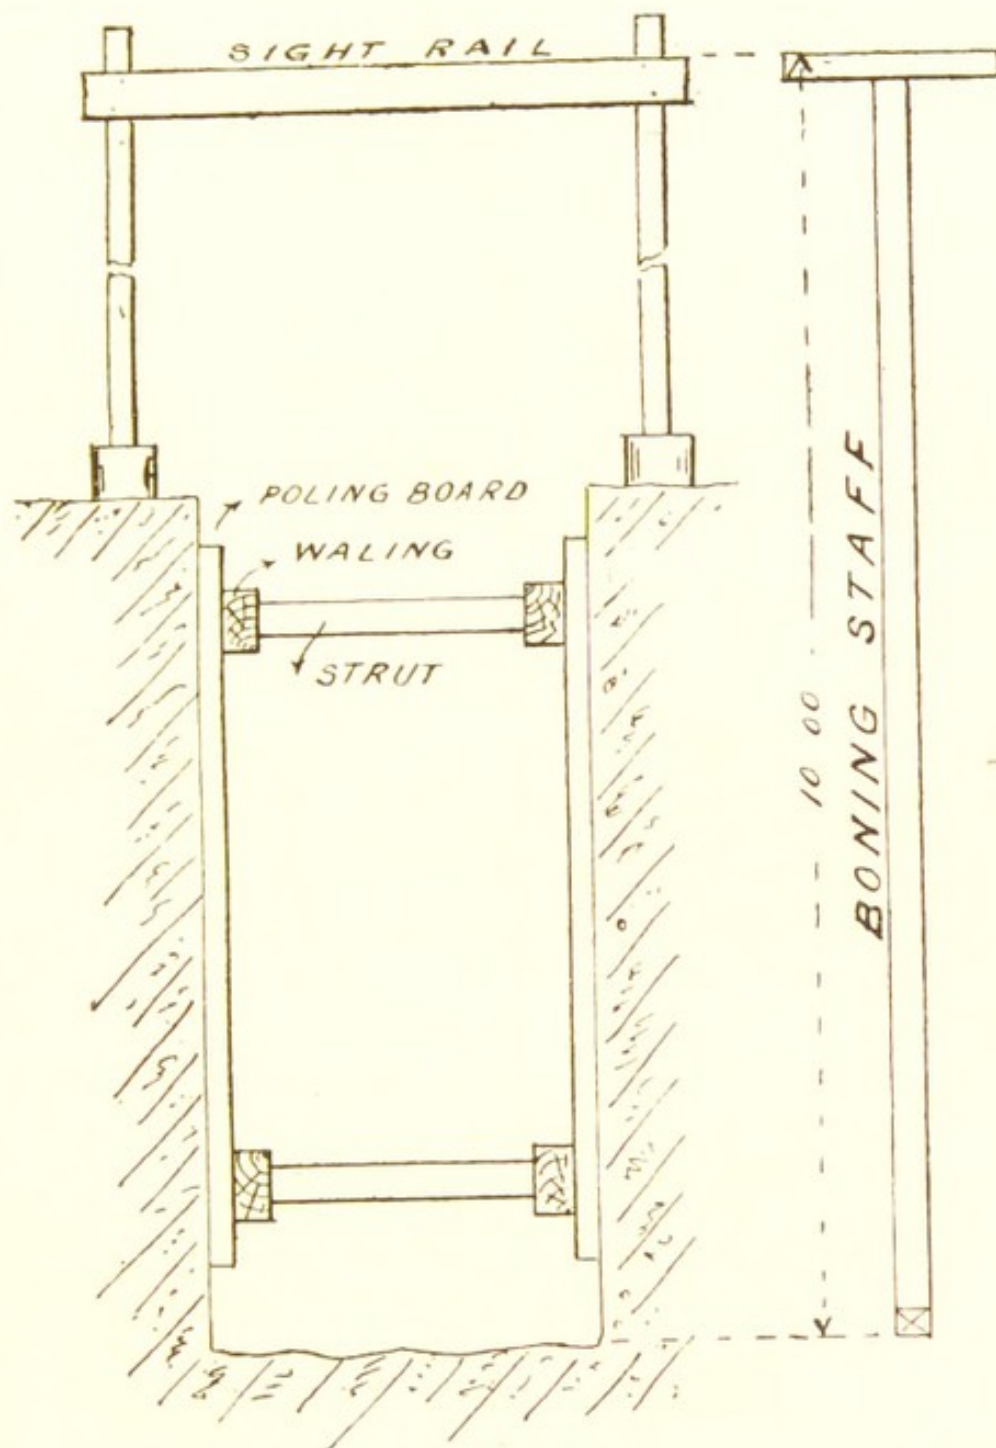 SIGHT RAIL
POLING BOARD
WALING
STRUT
10 00
BONING STAFF